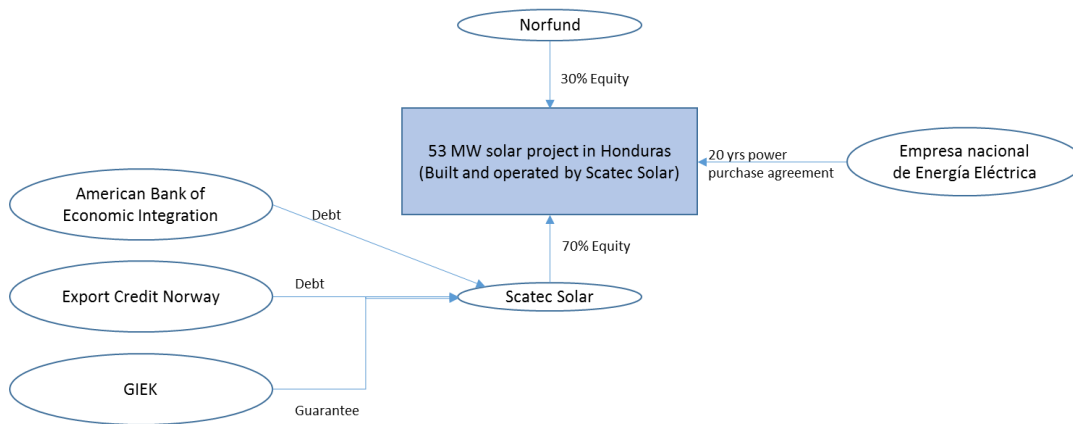 Norfund
30% Equity
53 MW solar project in Honduras
(Built and operated by Scatec Solar)
20 yrs power
purchase agreement
Empresa nacional
de Energía Eléctrica
American Bank of
Economic Integration
Debt
70% Equity
Export Credit Norway
Debt
Scatec Solar
GIEK
Guarantee